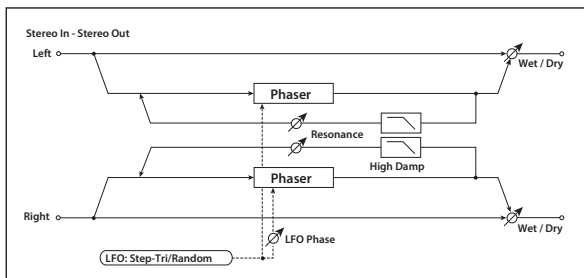 Stereo In - Stereo Out
Left
Wet / Dry
Phaser
Resonance
High Damp
Phaser
Right
LFO Phase
Wet / Dry
LFO: Step-Tri/Random